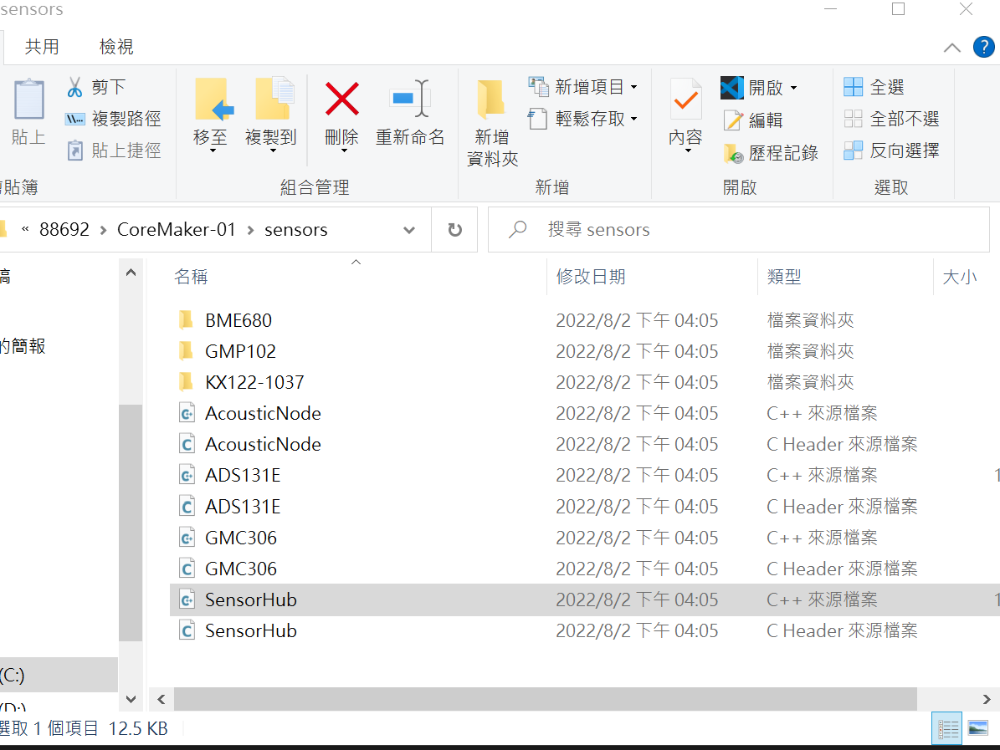 sensors
共用 檢視
貼上 剪下 複製路徑 貼上捷徑
移至 複製到 刪除 重新命名
新增資料夾 新增項目 輕鬆存取
內容 開啟 編輯 歷程記錄
全選 全部不選 反向選擇
貼簿 組合管理 新增 開啟 選取
« 88692 > CoreMaker-01 > sensors
搜尋 sensors
名稱 修改日期 類型 大小
BME680 2022/8/2 下午 04:05 檔案資料夾
的簡報
GMP102 2022/8/2 下午 04:05 檔案資料夾
KX122-1037 2022/8/2 下午 04:05 檔案資料夾
AcousticNode 2022/8/2 下午 04:05 C++ 來源檔案
AcousticNode 2022/8/2 下午 04:05 C Header 來源檔案
ADS131E 2022/8/2 下午 04:05 C++ 來源檔案 1
ADS131E 2022/8/2 下午 04:05 C Header 來源檔案
GMC306 2022/8/2 下午 04:05 C++ 來源檔案
GMC306 2022/8/2 下午 04:05 C Header 來源檔案
SensorHub 2022/8/2 下午 04:05 C++ 來源檔案 1
SensorHub 2022/8/2 下午 04:05 C Header 來源檔案
(C:)
(D:)
選取 1 個項目 12.5 KB